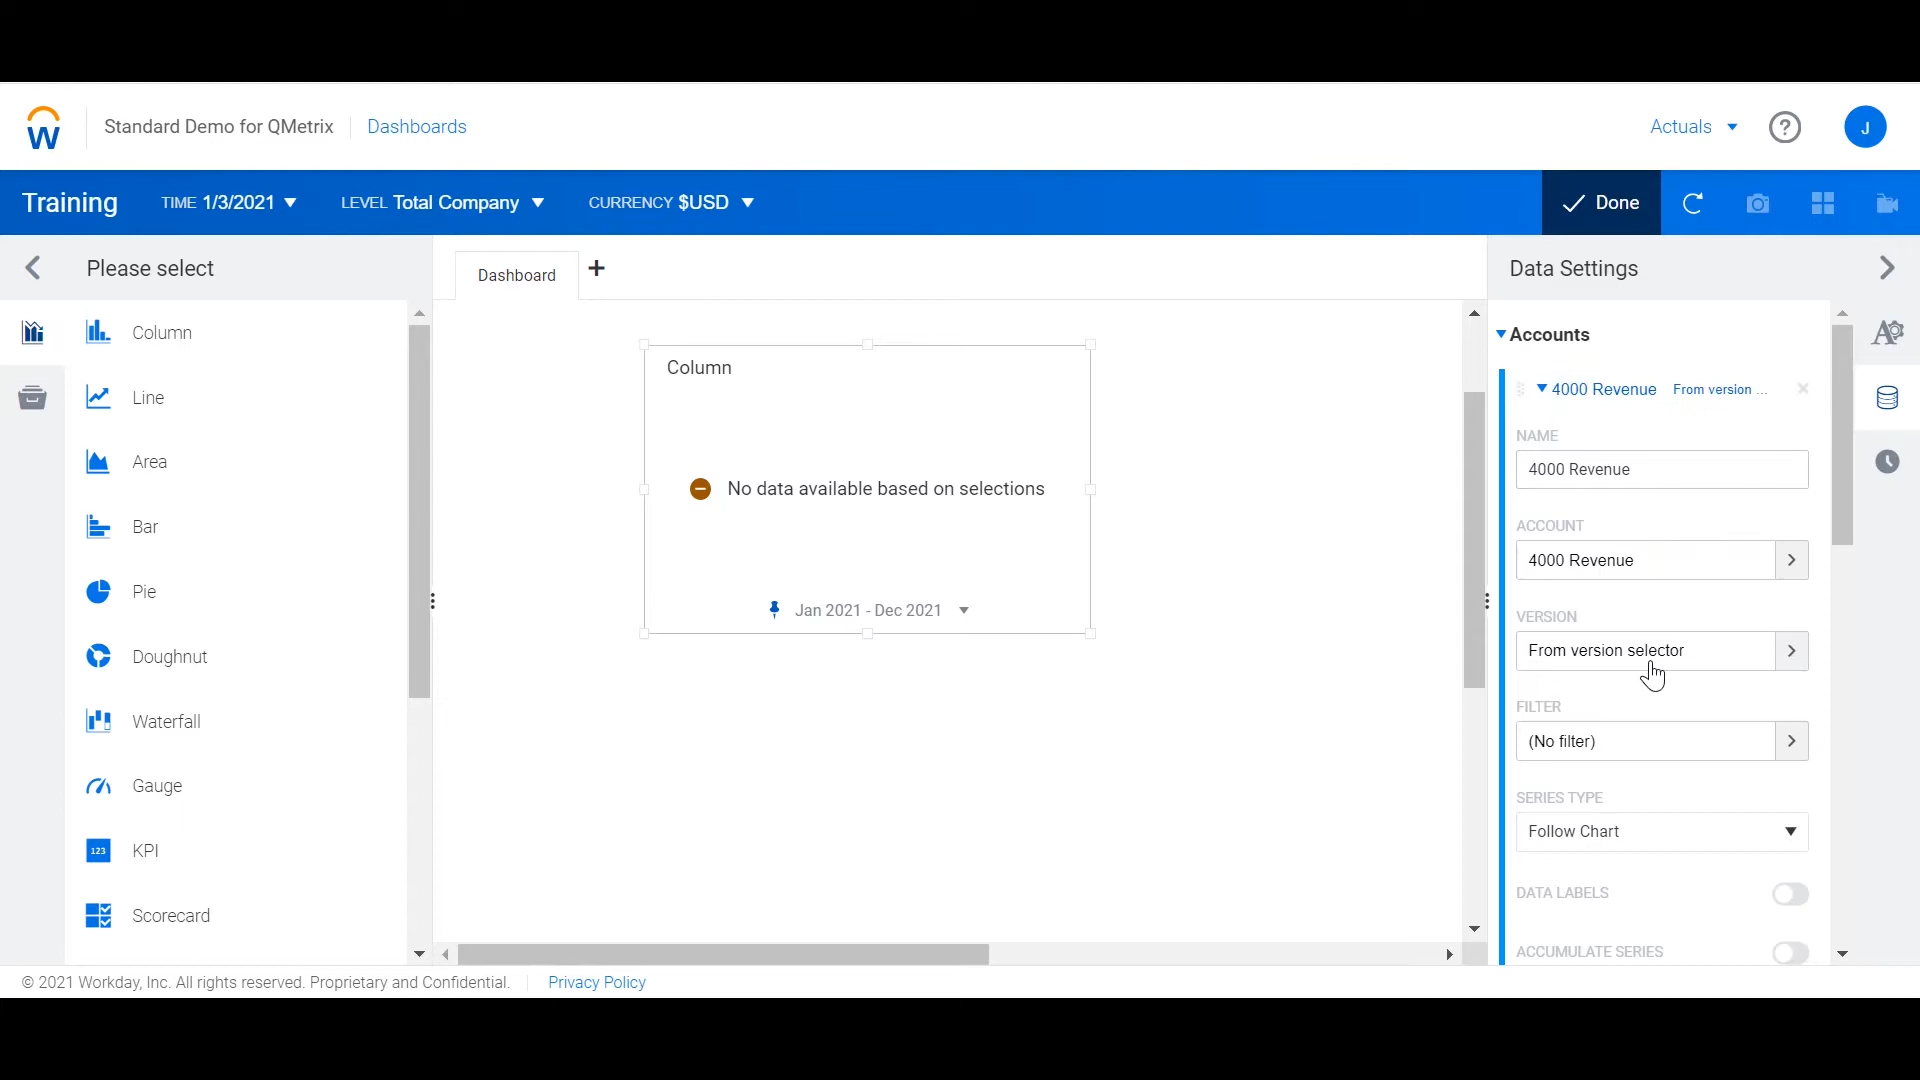 W
Standard Demo for QMetrix
Dashboards
Actuals
?
J
Training
TIME 1/3/2021
LEVEL Total Company
CURRENCY $USD
Done
Please select
Dashboard
+
Data Settings
Column
Line
Area
Bar
Pie
Doughnut
Waterfall
Gauge
123
KPI
Scorecard
Column
No data available based on selections
Jan 2021 - Dec 2021
Accounts
4000 Revenue From version ...
NAME
4000 Revenue
ACCOUNT
4000 Revenue
VERSION
From version selector
FILTER
(No filter)
SERIES TYPE
Follow Chart
DATA LABELS
ACCUMULATE SERIES
A
© 2021 Workday, Inc. All rights reserved. Proprietary and Confidential.
Privacy Policy